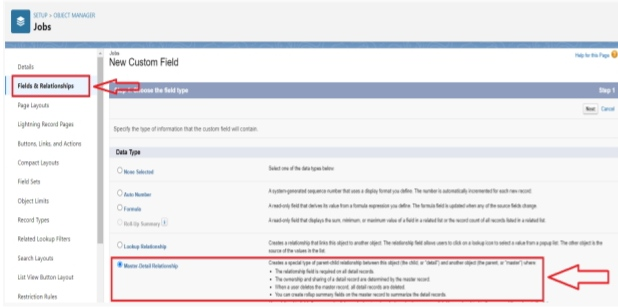 SETUP > OBJECT MANAGER
Jobs
Details
Fields & Relationships
Page Layouts
Lightning Record Pages
Buttons, Links, and Actions
Compact Layouts
Field Sets
Object Limits
Record Types
Related Lookup Filters
Search Layouts
List View Button Layout
Restriction Rules
Jobs
New Custom Field
Help for this Page
choose the field type
Step 1
Next Cancel
Specify the type of information that the custom field will contain.
Data Type
None Selected
Select one of the data types below
Auto Number
A system-generated sequence number that uses a display format you define. The number is automatically incremented for each new record.
Formula
A read-only field that derives its value from a formula expression you define. The formula field is updated when any of the source fields change.
Roll-Up Summary
A read-only field that displays the sum, minimum, or maximum value of a field in a related list or the record count of all records listed in a related list.
Lookup Relationship
Creates a relationship that links this object to another object. The relationship field allows users to click on a lookup icon to select a value from a popup list. The other object is the
source of the values in the list.
Master-Detail Relationship
Creates a special type of parent-child relationship between this object (the child, or "detail") and another object (the parent, or "master") where:
• The relationship field is required on all detail records.
• The ownership and sharing of a detail record are determined by the master record.
• When a user deletes the master record, all detail records are deleted.
• You can create rollup summary fields on the master record to summarize the detail records.